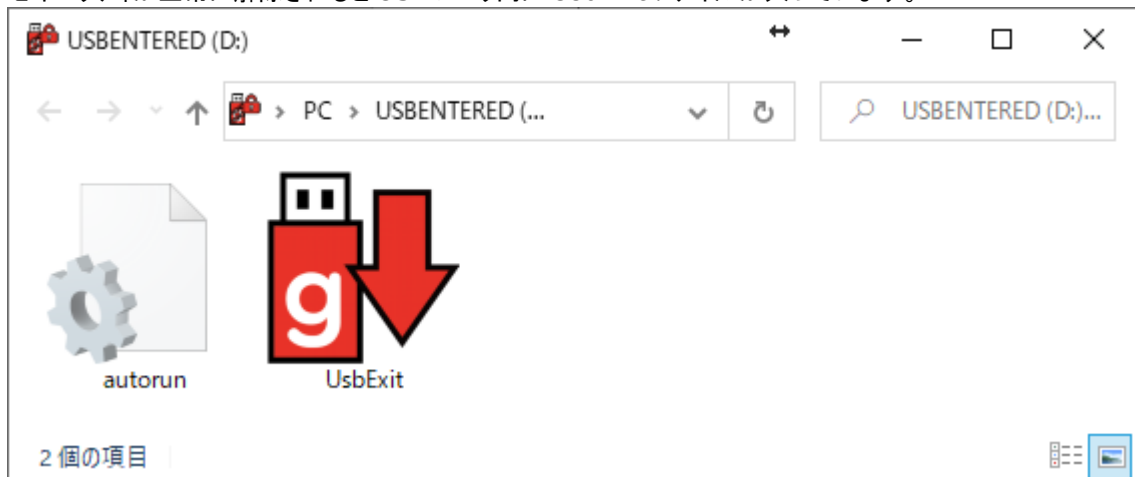 USBENTERED (D:)
PC > USBENTERED (...
USBENTERED (D:)...
g
autorun
UsbExit
2 個の項目